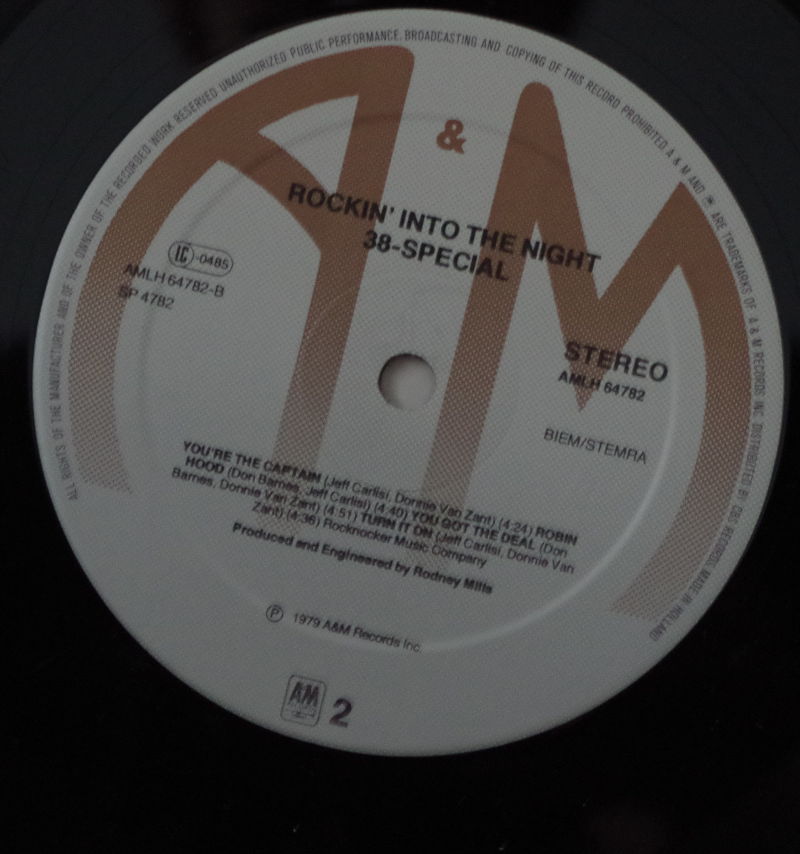 ALL RIGHTS OF THE MANUFACTURER AND OF THE OWNER OF THE RECORDED WORK RESERVED UNAUTHORIZED PUBLIC PERFORMANCE, BROADCASTING AND COPYING OF THIS RECORD PROHIBITED A & M AND ARE TRADEMARKS OF A & M RECORDS INC. DISTRIBUTED BY CBS RECORDS. MADE IN HOLLAND
A & M
ROCKIN' INTO THE NIGHT
38-SPECIAL
LC-0485
AMLH 64782-B
SP 4782
STEREO
AMLH 64782
BIEM/STEMRA
YOU'RE THE CAPTAIN (Jeff Carlisi, Donnie Van Zant) (4:24) ROBIN
HOOD (Don Barnes, Jeff Carlisi) (4:40) YOU GOT THE DEAL (Don
Barnes, Donnie Van Zant) (4:51) TURN IT ON (Jeff Carlisi, Donnie Van
Zant) (4:36) Rocknocker Music Company
Produced and Engineered by Rodney Mills
℗ 1979 A&M Records Inc.
AM
2